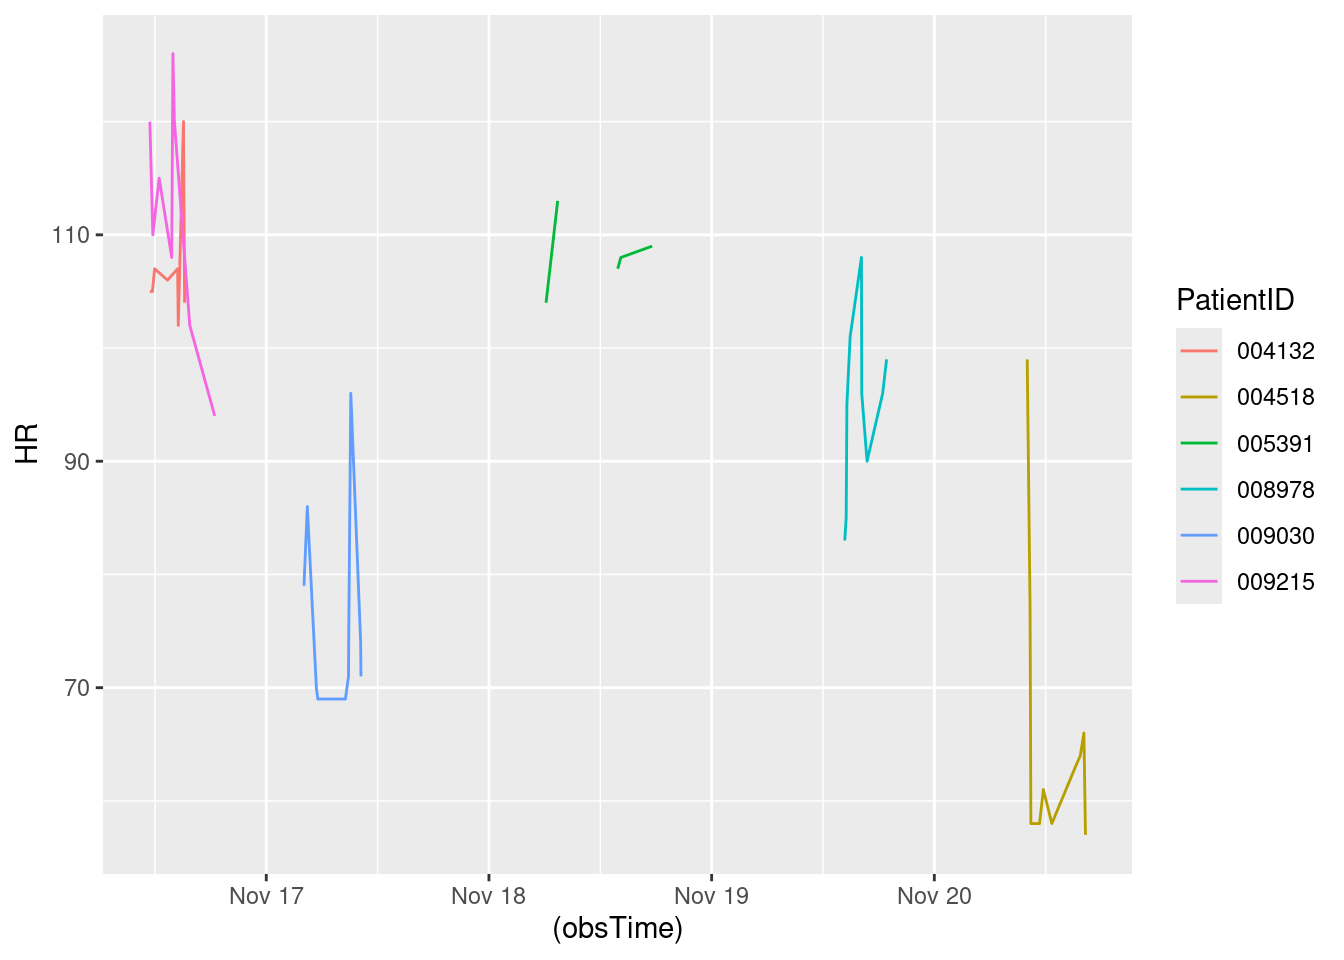 HR
110
90
70
Nov 17
Nov 18
Nov 19
Nov 20
(obsTime)
PatientID
004132
004518
005391
008978
009030
009215